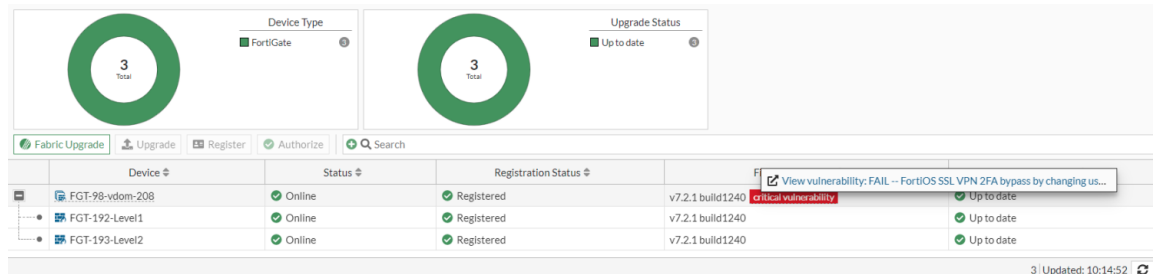 Device Type
FortiGate 3
3
Total
Upgrade Status
Up to date 3
3
Total
Fabric Upgrade Upgrade Register Authorize Search
Device Status Registration Status
View vulnerability: FAIL -- FortiOS SSL VPN 2FA bypass by changing us...
FGT-98-vdom-208 Online Registered v7.2.1 build1240 critical vulnerability Up to date
FGT-192-Level1 Online Registered v7.2.1 build1240 Up to date
FGT-193-Level2 Online Registered v7.2.1 build1240 Up to date
3 Updated: 10:14:52